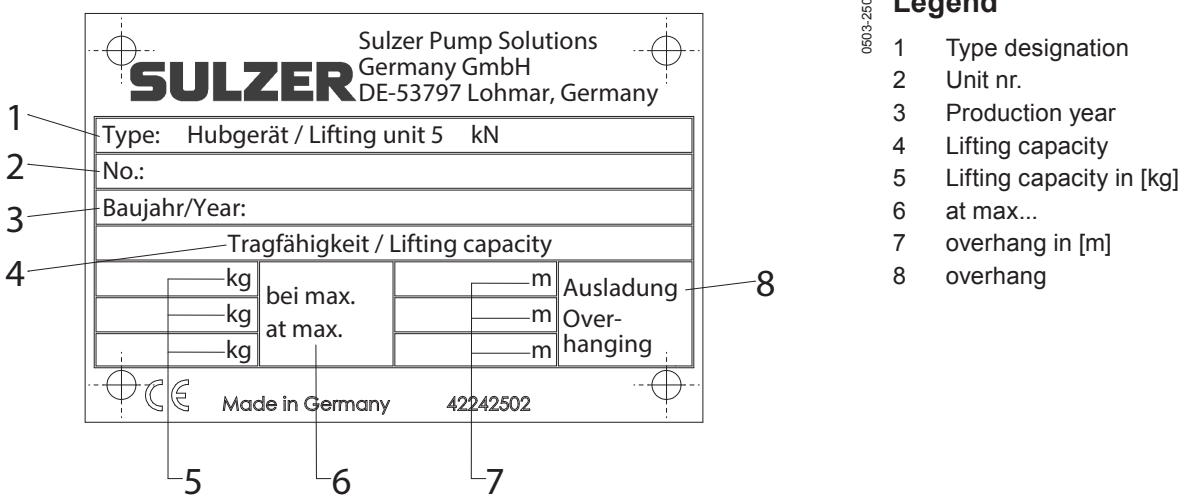 Sulzer Pump Solutions
Germany GmbH
SULZER DE-53797 Lohmar, Germany
1 Type: Hubgerät / Lifting unit 5 kN
2 No.:
3 Baujahr/Year:
4 Tragfähigkeit / Lifting capacity
kg bei max. m Ausladung 8
kg at max. m Over-
kg m hanging
CE Made in Germany 42242502
5 6 7
0503-250
Legend
1 Type designation
2 Unit nr.
3 Production year
4 Lifting capacity
5 Lifting capacity in [kg]
6 at max...
7 overhang in [m]
8 overhang